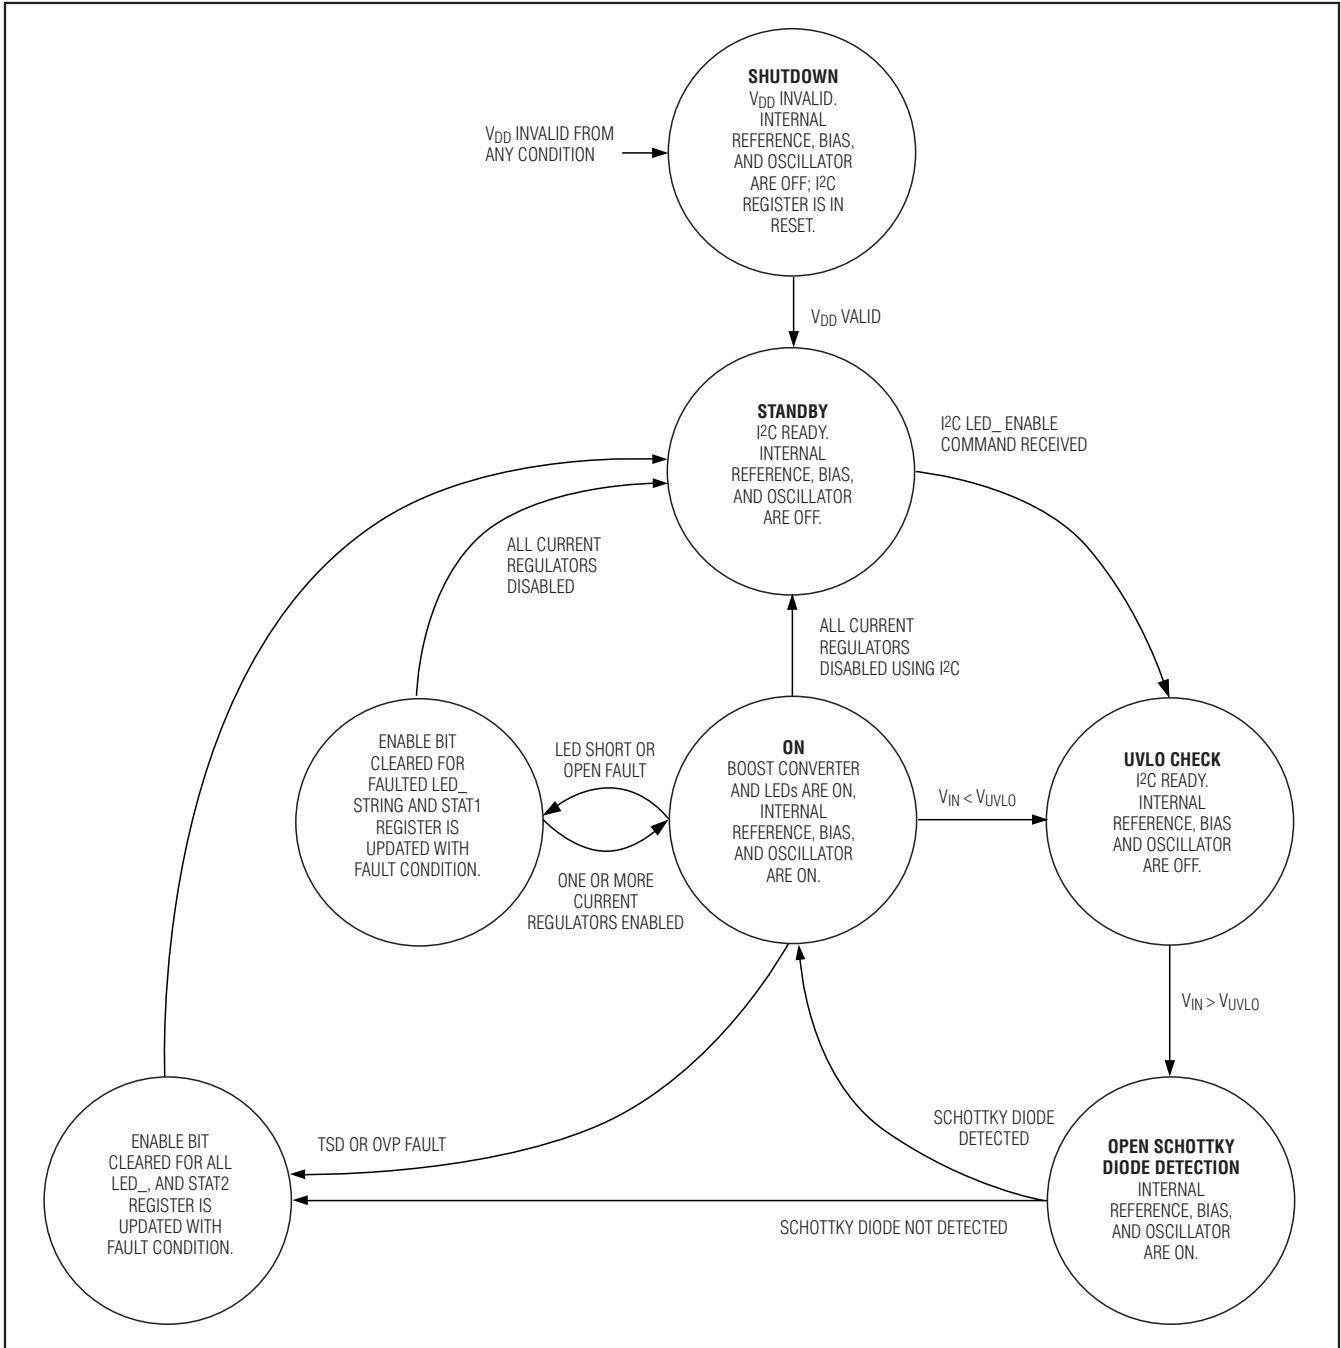 SHUTDOWN
VDD INVALID.
INTERNAL
REFERENCE, BIAS,
AND OSCILLATOR
ARE OFF; I2C
REGISTER IS IN
RESET.
VDD INVALID FROM
ANY CONDITION
VDD VALID
STANDBY
I2C READY.
INTERNAL
REFERENCE, BIAS,
AND OSCILLATOR
ARE OFF.
I2C LED_ ENABLE
COMMAND RECEIVED
ALL CURRENT
REGULATORS
DISABLED
ALL CURRENT
REGULATORS
DISABLED USING I2C
ENABLE BIT
CLEARED FOR
FAULTED LED_
STRING AND STAT1
REGISTER IS
UPDATED WITH
FAULT CONDITION.
LED SHORT OR
OPEN FAULT
ONE OR MORE
CURRENT
REGULATORS ENABLED
ON
BOOST CONVERTER
AND LEDs ARE ON,
INTERNAL
REFERENCE, BIAS,
AND OSCILLATOR
ARE ON.
VIN < VUVLO
UVLO CHECK
I2C READY.
INTERNAL
REFERENCE, BIAS
AND OSCILLATOR
ARE OFF.
VIN > VUVLO
ENABLE BIT
CLEARED FOR ALL
LED_, AND STAT2
REGISTER IS
UPDATED WITH
FAULT CONDITION.
TSD OR OVP FAULT
SCHOTTKY DIODE
DETECTED
SCHOTTKY DIODE NOT DETECTED
OPEN SCHOTTKY
DIODE DETECTION
INTERNAL
REFERENCE, BIAS,
AND OSCILLATOR
ARE ON.